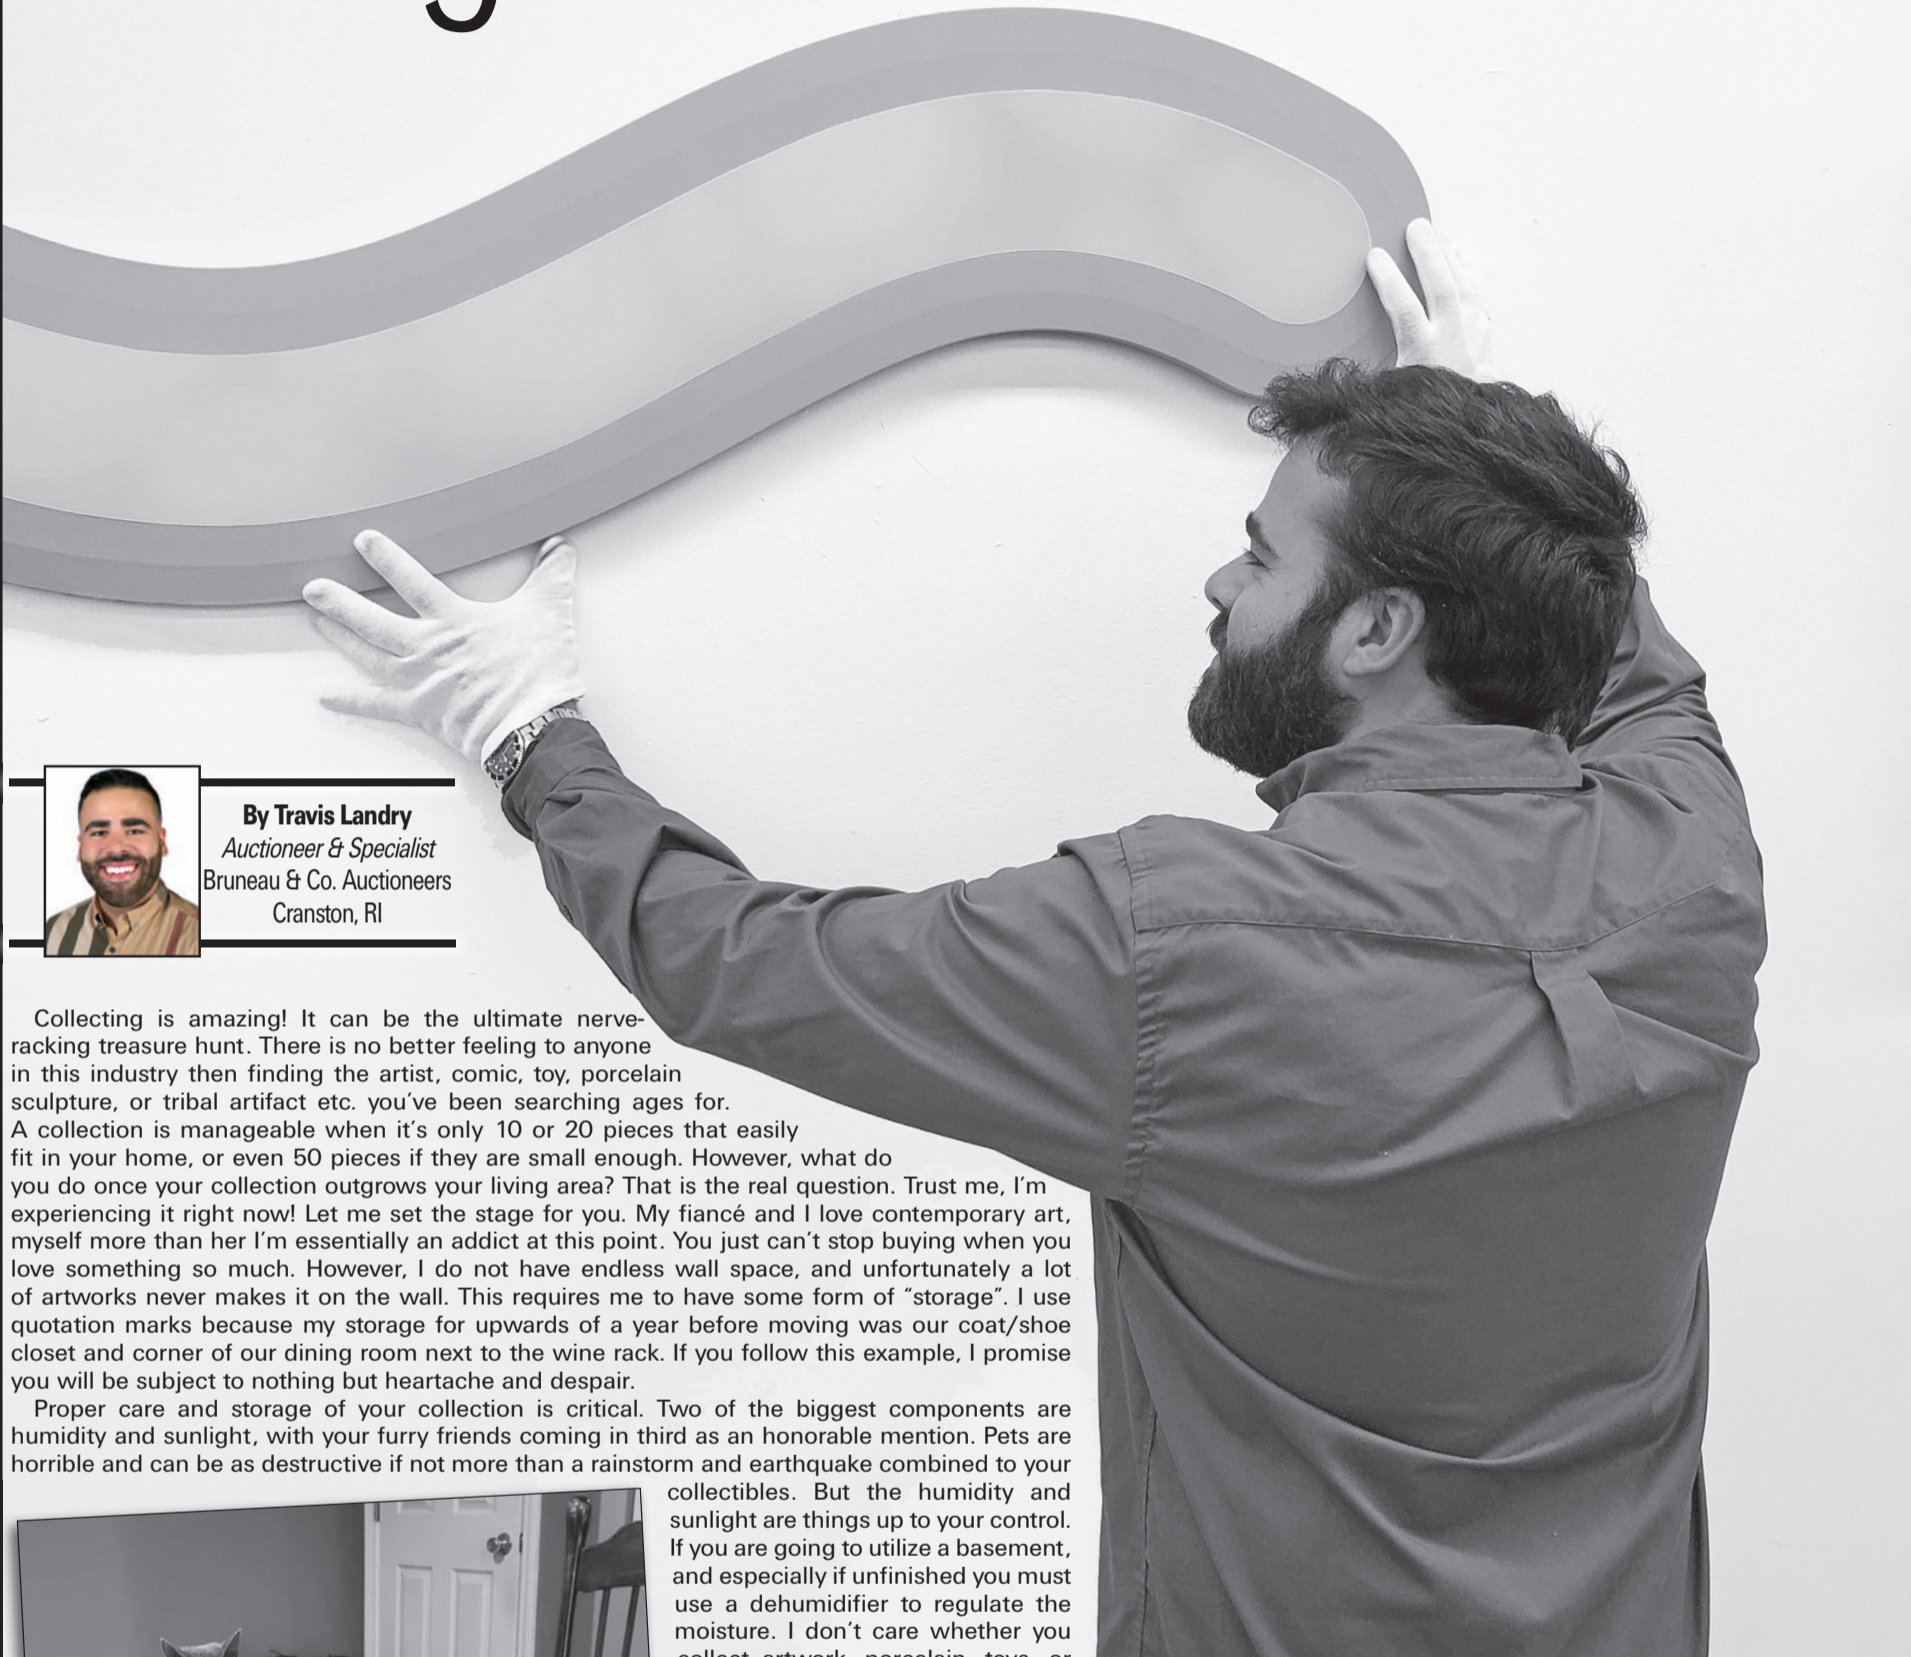 By Travis Landry
Auctioneer & Specialist
Bruneau & Co. Auctioneers
Cranston, RI
Collecting is amazing! It can be the ultimate nerve-
racking treasure hunt. There is no better feeling to anyone
in this industry then finding the artist, comic, toy, porcelain
sculpture, or tribal artifact etc. you’ve been searching ages for.
A collection is manageable when it’s only 10 or 20 pieces that easily
fit in your home, or even 50 pieces if they are small enough. However, what do
you do once your collection outgrows your living area? That is the real question. Trust me, I’m
experiencing it right now! Let me set the stage for you. My fiancé and I love contemporary art,
myself more than her I’m essentially an addict at this point. You just can’t stop buying when you
love something so much. However, I do not have endless wall space, and unfortunately a lot
of artworks never makes it on the wall. This requires me to have some form of “storage”. I use
quotation marks because my storage for upwards of a year before moving was our coat/shoe
closet and corner of our dining room next to the wine rack. If you follow this example, I promise
you will be subject to nothing but heartache and despair.
Proper care and storage of your collection is critical. Two of the biggest components are
humidity and sunlight, with your furry friends coming in third as an honorable mention. Pets are
horrible and can be as destructive if not more than a rainstorm and earthquake combined to your
collectibles. But the humidity and
sunlight are things up to your control.
If you are going to utilize a basement,
and especially if unfinished you must
use a dehumidifier to regulate the
moisture. I don’t care whether you
collect artwork, porcelain, toys, or